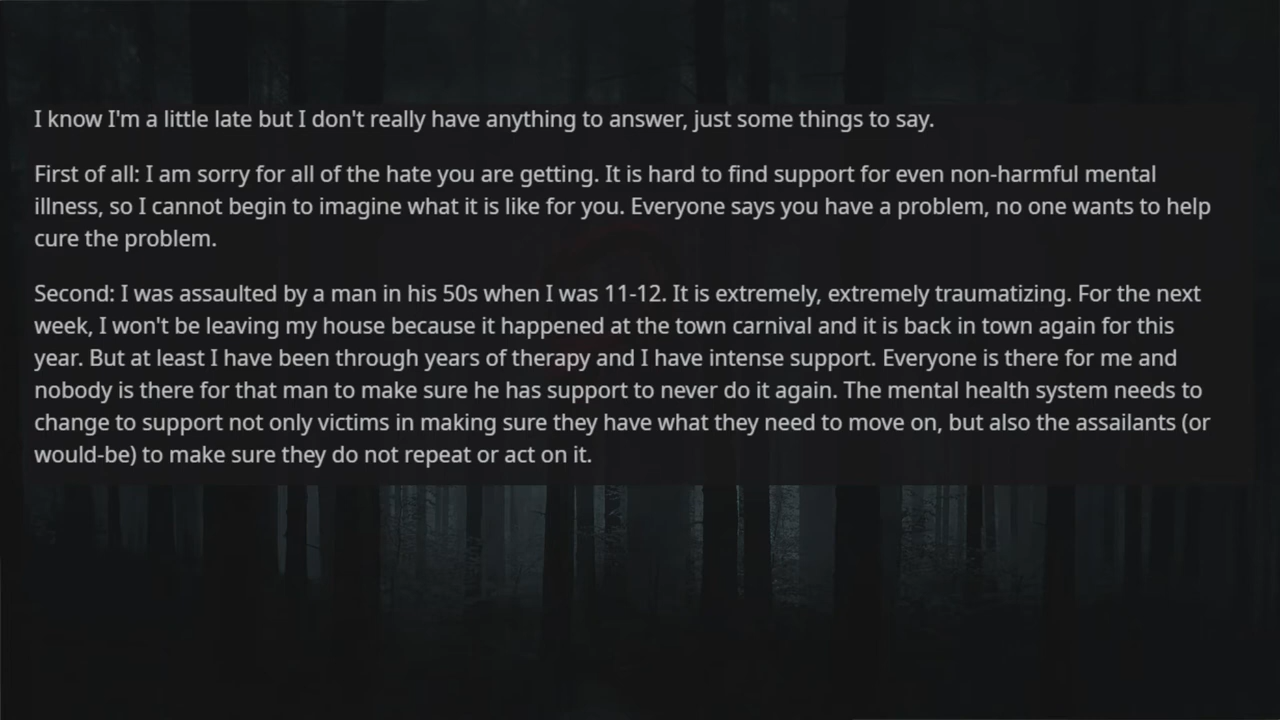 I know I'm a little late but I don't really have anything to answer, just some things to say.
First of all: I am sorry for all of the hate you are getting. It is hard to find support for even non-harmful mental
illness, so I cannot begin to imagine what it is like for you. Everyone says you have a problem, no one wants to help
cure the problem.
Second: I was assaulted by a man in his 50s when I was 11-12. It is extremely, extremely traumatizing. For the next
week, I won't be leaving my house because it happened at the town carnival and it is back in town again for this
year. But at least I have been through years of therapy and I have intense support. Everyone is there for me and
nobody is there for that man to make sure he has support to never do it again. The mental health system needs to
change to support not only victims in making sure they have what they need to move on, but also the assailants (or
would-be) to make sure they do not repeat or act on it.